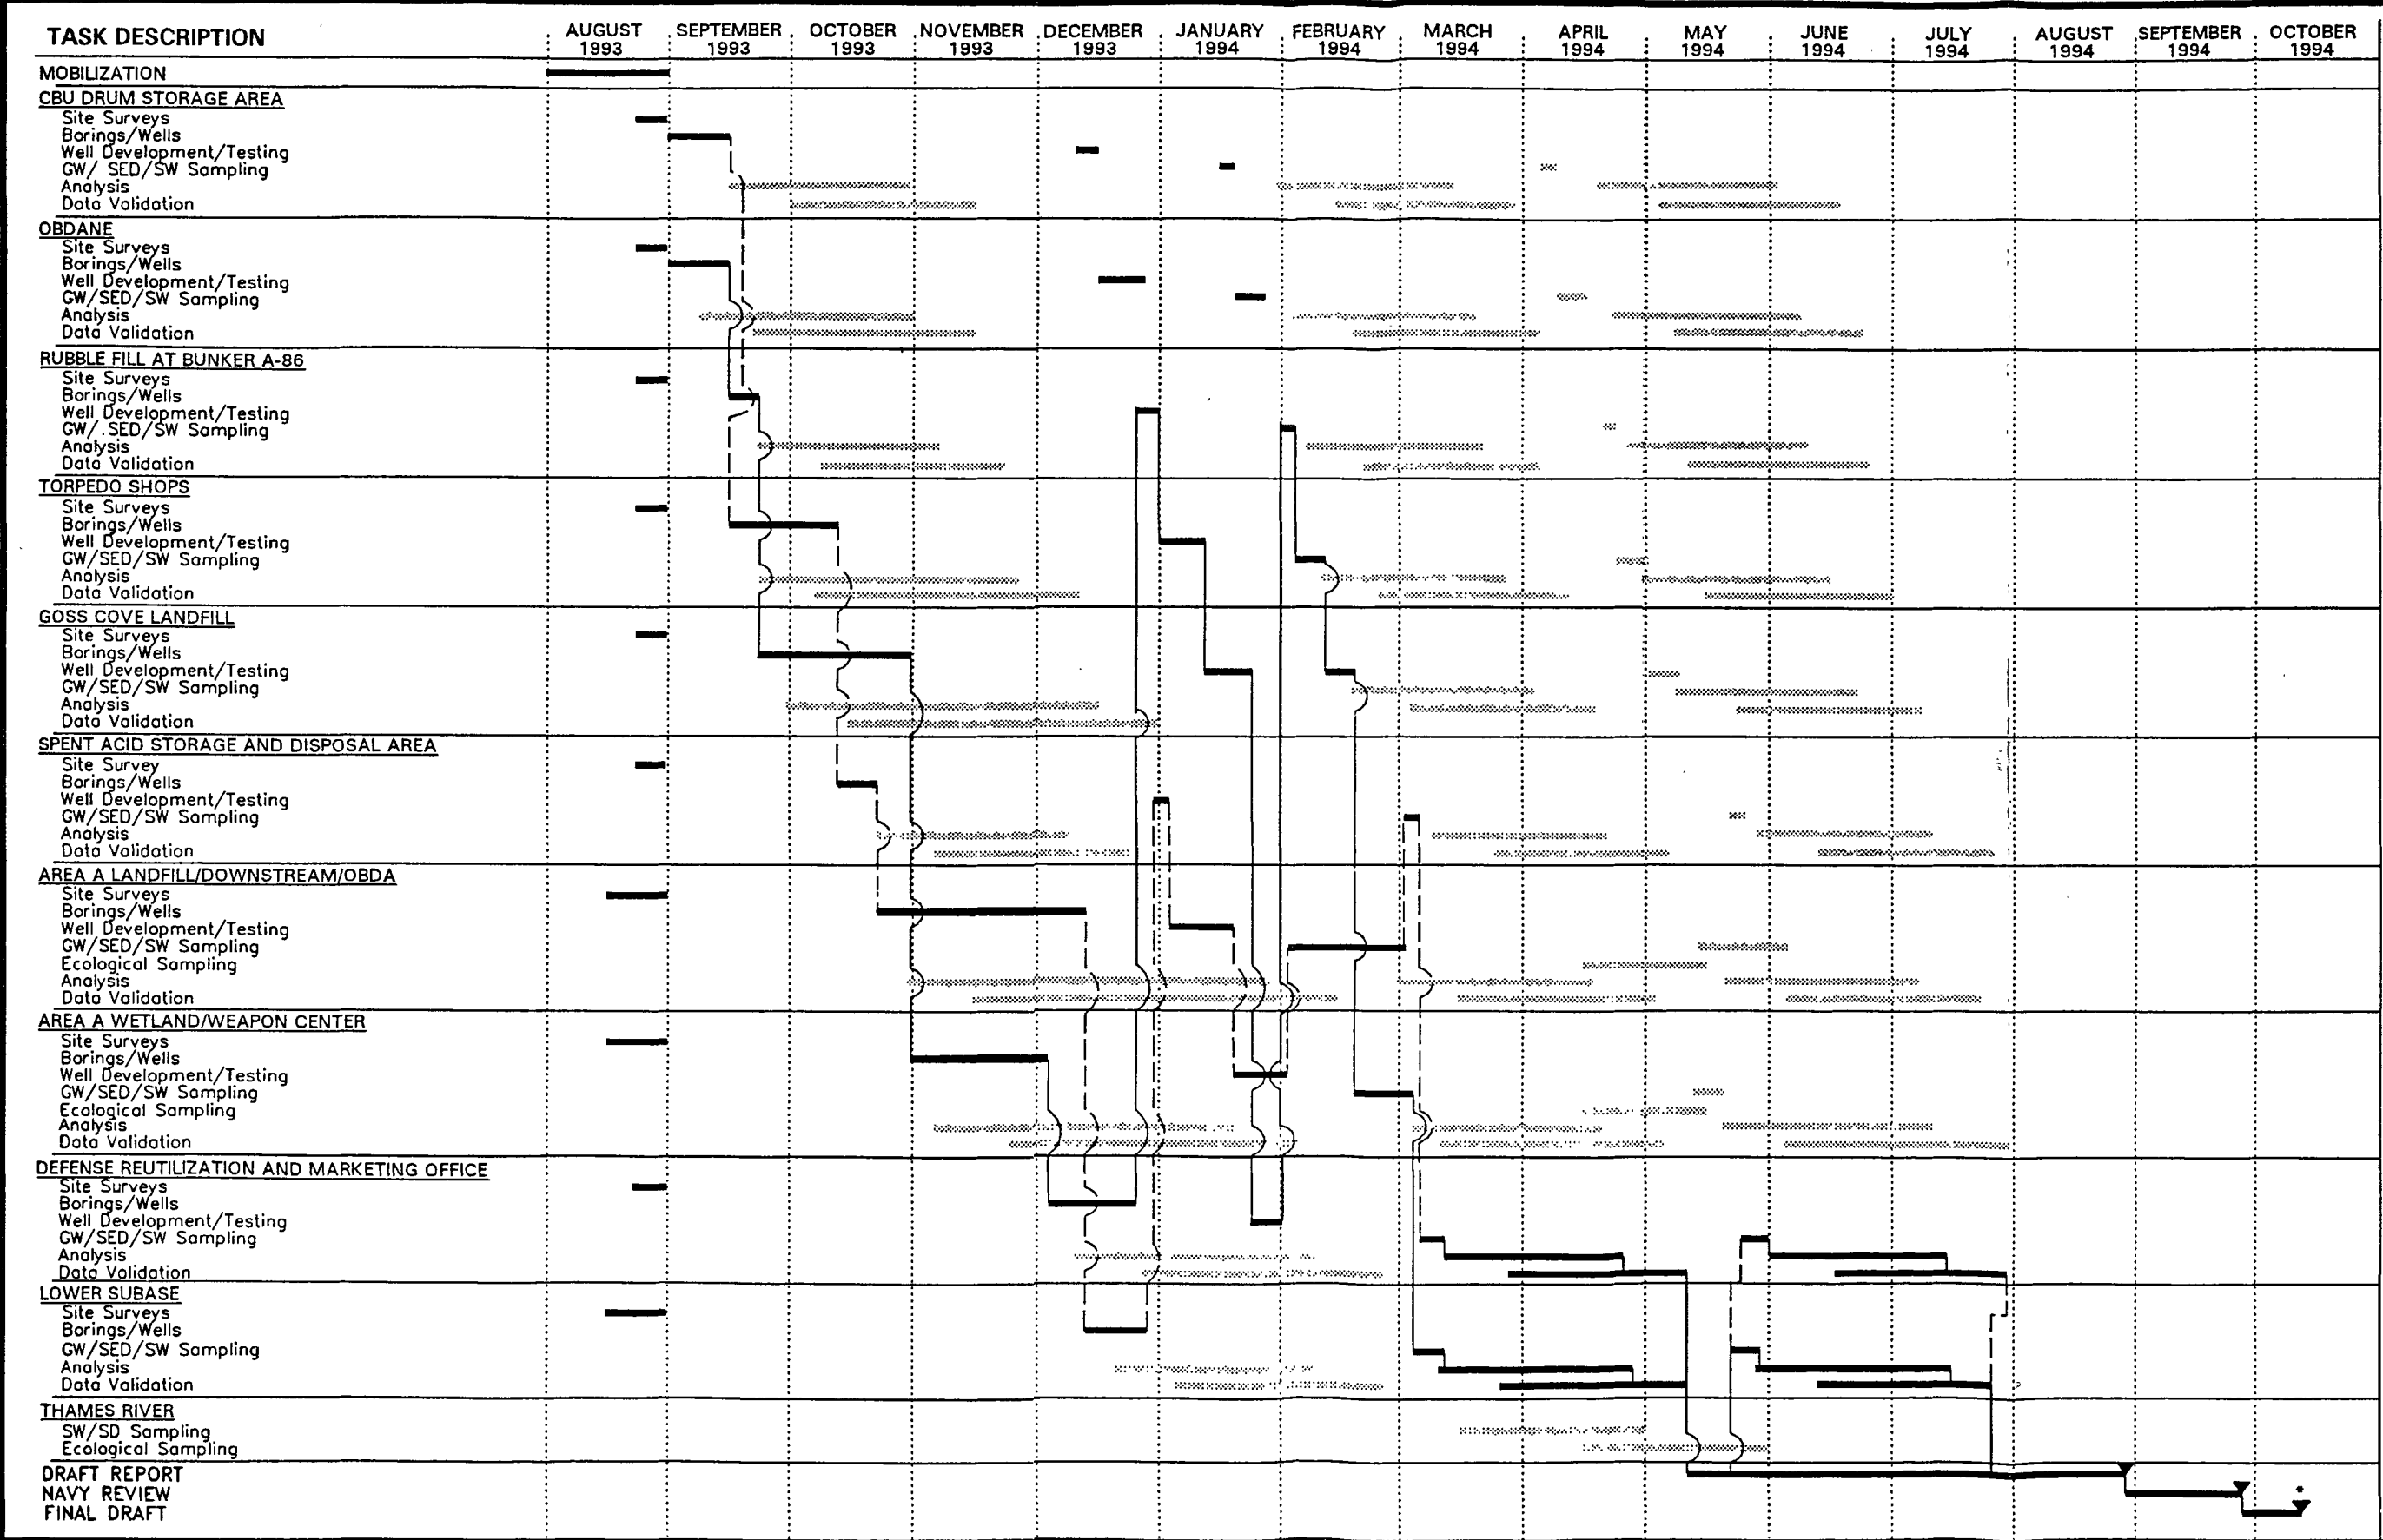 TASK DESCRIPTION
AUGUST 1993
SEPTEMBER 1993
OCTOBER 1993
NOVEMBER 1993
DECEMBER 1993
JANUARY 1994
FEBRUARY 1994
MARCH 1994
APRIL 1994
MAY 1994
JUNE 1994
JULY 1994
AUGUST 1994
SEPTEMBER 1994
OCTOBER 1994
MOBILIZATION
CBU DRUM STORAGE AREA
Site Surveys
Borings/Wells
Well Development/Testing
GW/ SED/SW Sampling
Analysis
Data Validation
OBDANE
Site Surveys
Borings/Wells
Well Development/Testing
GW/SED/SW Sampling
Analysis
Data Validation
RUBBLE FILL AT BUNKER A-86
Site Surveys
Borings/Wells
Well Development/Testing
GW/.SED/SW Sampling
Analysis
Data Validation
TORPEDO SHOPS
Site Surveys
Borings/Wells
Well Development/Testing
GW/SED/SW Sampling
Analysis
Data Validation
GOSS COVE LANDFILL
Site Surveys
Borings/Wells
Well Development/Testing
GW/SED/SW Sampling
Analysis
Data Validation
SPENT ACID STORAGE AND DISPOSAL AREA
Site Survey
Borings/Wells
Well Development/Testing
GW/SED/SW Sampling
Analysis
Data Validation
AREA A LANDFILL/DOWNSTREAM/OBDA
Site Surveys
Borings/Wells
Well Development/Testing
GW/SED/SW Sampling
Ecological Sampling
Analysis
Data Validation
AREA A WETLAND/WEAPON CENTER
Site Surveys
Borings/Wells
Well Development/Testing
GW/SED/SW Sampling
Ecological Sampling
Analysis
Data Validation
DEFENSE REUTILIZATION AND MARKETING OFFICE
Site Surveys
Borings/Wells
Well Development/Testing
GW/SED/SW Sampling
Analysis
Data Validation
LOWER SUBASE
Site Surveys
Borings/Wells
GW/SED/SW Sampling
Analysis
Data Validation
THAMES RIVER
SW/SD Sampling
Ecological Sampling
DRAFT REPORT
NAVY REVIEW
*
FINAL DRAFT